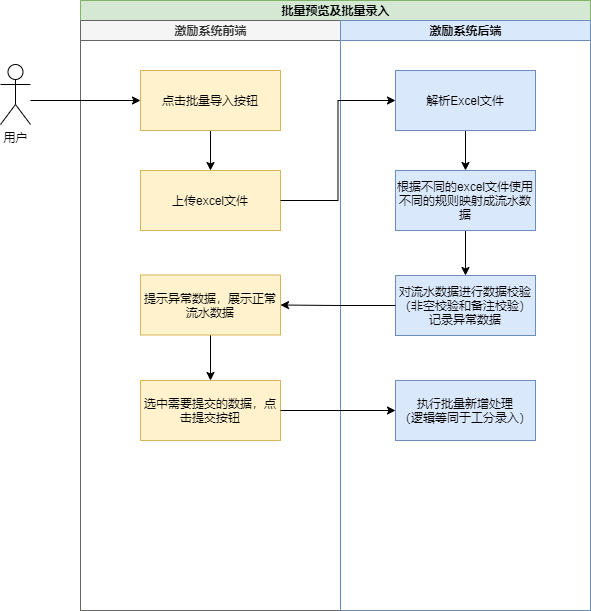 批量预览及批量录入
激励系统前端
激励系统后端
用户
点击批量导入按钮
解析Excel文件
上传excel文件
根据不同的excel文件使用
不同的规则映射成流水数
据
提示异常数据，展示正常
流水数据
对流水数据进行数据校验
（非空校验和备注校验）
记录异常数据
选中需要提交的数据，点
击提交按钮
执行批量新增处理
（逻辑等同于工分录入）